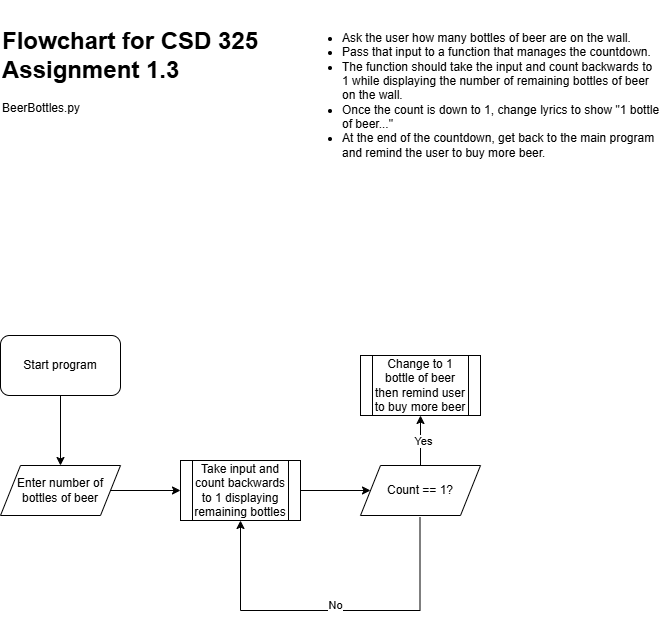 Flowchart for CSD 325
Assignment 1.3
BeerBottles.py
Ask the user how many bottles of beer are on the wall.
Pass that input to a function that manages the countdown.
The function should take the input and count backwards to
1 while displaying the number of remaining bottles of beer
on the wall.
Once the count is down to 1, change lyrics to show "1 bottle
of beer..."
At the end of the countdown, get back to the main program
and remind the user to buy more beer.
Start program
Change to 1
bottle of beer
then remind user
to buy more beer
Yes
Enter number of
bottles of beer
Take input and
count backwards
to 1 displaying
remaining bottles
Count == 1?
No